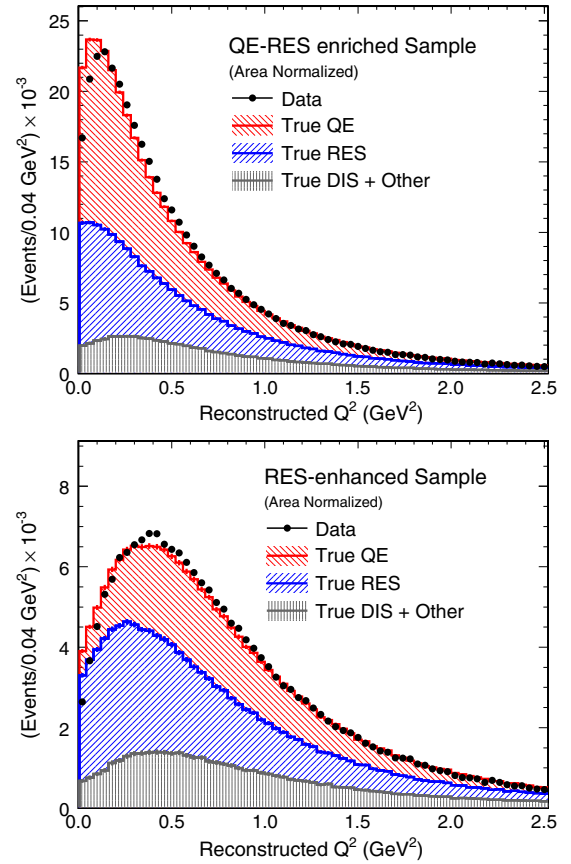 QE-RES enriched Sample
(Area Normalized)
Data
True QE
True RES
True DIS + Other
(Events/0.04 GeV²) × 10⁻³
25
20
15
10
5
0
0.0 0.5 1.0 1.5 2.0 2.5
Reconstructed Q² (GeV²)
RES-enhanced Sample
(Area Normalized)
Data
True QE
True RES
True DIS + Other
(Events/0.04 GeV²) × 10⁻³
8
6
4
2
0
0.0 0.5 1.0 1.5 2.0 2.5
Reconstructed Q² (GeV²)